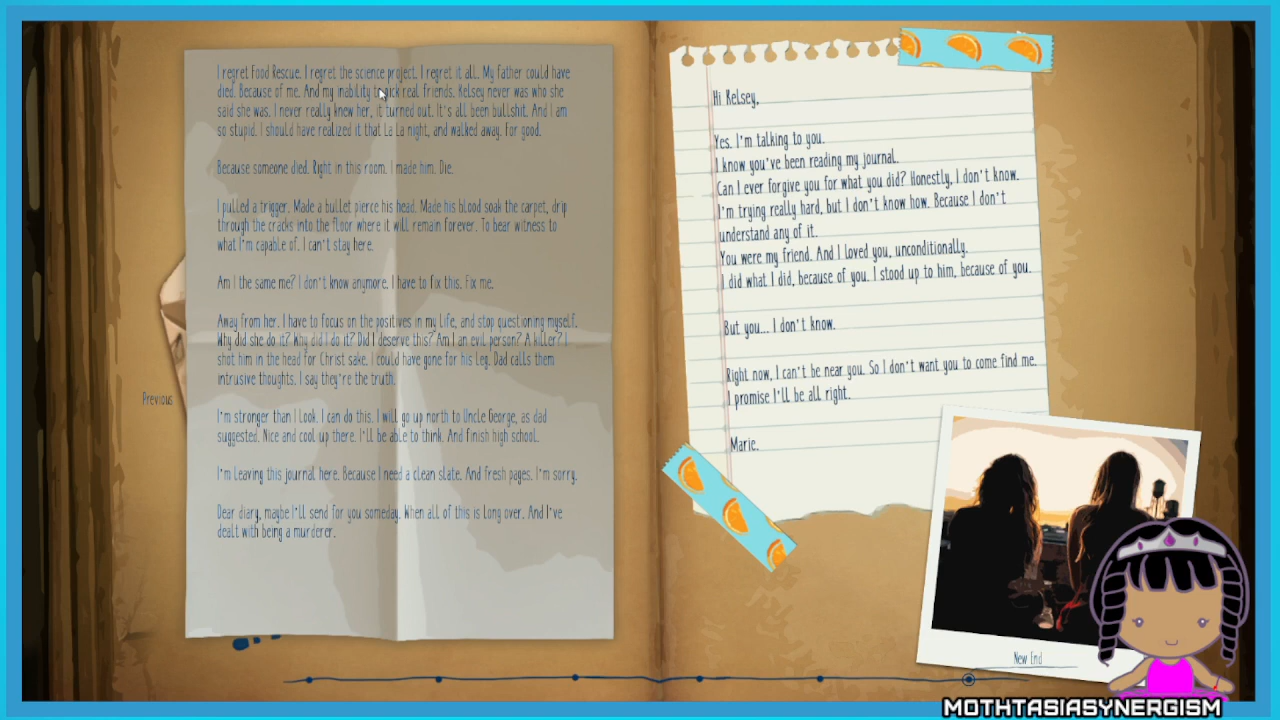 I regret Food Rescue. I regret the science project. I regret it all. My father could have
died. Because of me. And my inability to pick real friends. Kelsey never was who she
said she was. I never really knew her, it turned out. It's all been bullshit. And I am
so stupid. I should have realized it that La La night, and walked away. For good.
Because someone died. Right in this room. I made him. Die.
I pulled a trigger. Made a bullet pierce his head. Made his blood soak the carpet, drip
through the cracks into the floor where it will remain forever. To bear witness to
what I'm capable of. I can't stay here.
Am I the same me? I don't know anymore. I have to fix this. Fix me.
Away from her. I have to focus on the positives in my life, and stop questioning myself.
Why did she do it? Why did I do it? Did I deserve this? Am I an evil person? A killer? I
shot him in the head for Christ sake. I could have gone for his leg. Dad calls them
intrusive thoughts. I say they're the truth.
I'm stronger than I look. I can do this. I will go up north to Uncle George, as dad
suggested. Nice and cool up there. I'll be able to think. And finish high school.
I'm leaving this journal here. Because I need a clean slate. And fresh pages. I'm sorry.
Dear diary, maybe I'll send for you someday. When all of this is long over. And I've
dealt with being a murderer.
Previous
Hi Kelsey,
Yes. I'm talking to you.
I know you've been reading my journal.
Can I ever forgive you for what you did? Honestly, I don't know.
I'm trying really hard, but I don't know how. Because I don't
understand any of it.
You were my friend. And I loved you, unconditionally.
I did what I did, because of you. I stood up to him, because of you.
But you... I don't know.
Right now, I can't be near you. So I don't want you to come find me.
I promise I'll be all right.
Marie.
New End
MOTHTASIASYNERGISM